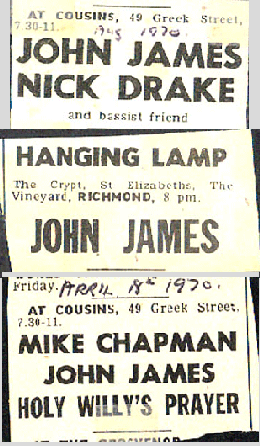 AT COUSINS, 49 Greek Street,
7.30-11. Aug 1970.
JOHN JAMES
NICK DRAKE
and bassist friend
HANGING LAMP
The Crypt, St Elizabeths, The
Vineyard, RICHMOND, 8 pm.
JOHN JAMES
Friday. APRIL 18th 1970.
AT COUSINS, 49 Greek Street.
7.30-11.
MIKE CHAPMAN
JOHN JAMES
HOLY WILLY'S PRAYER